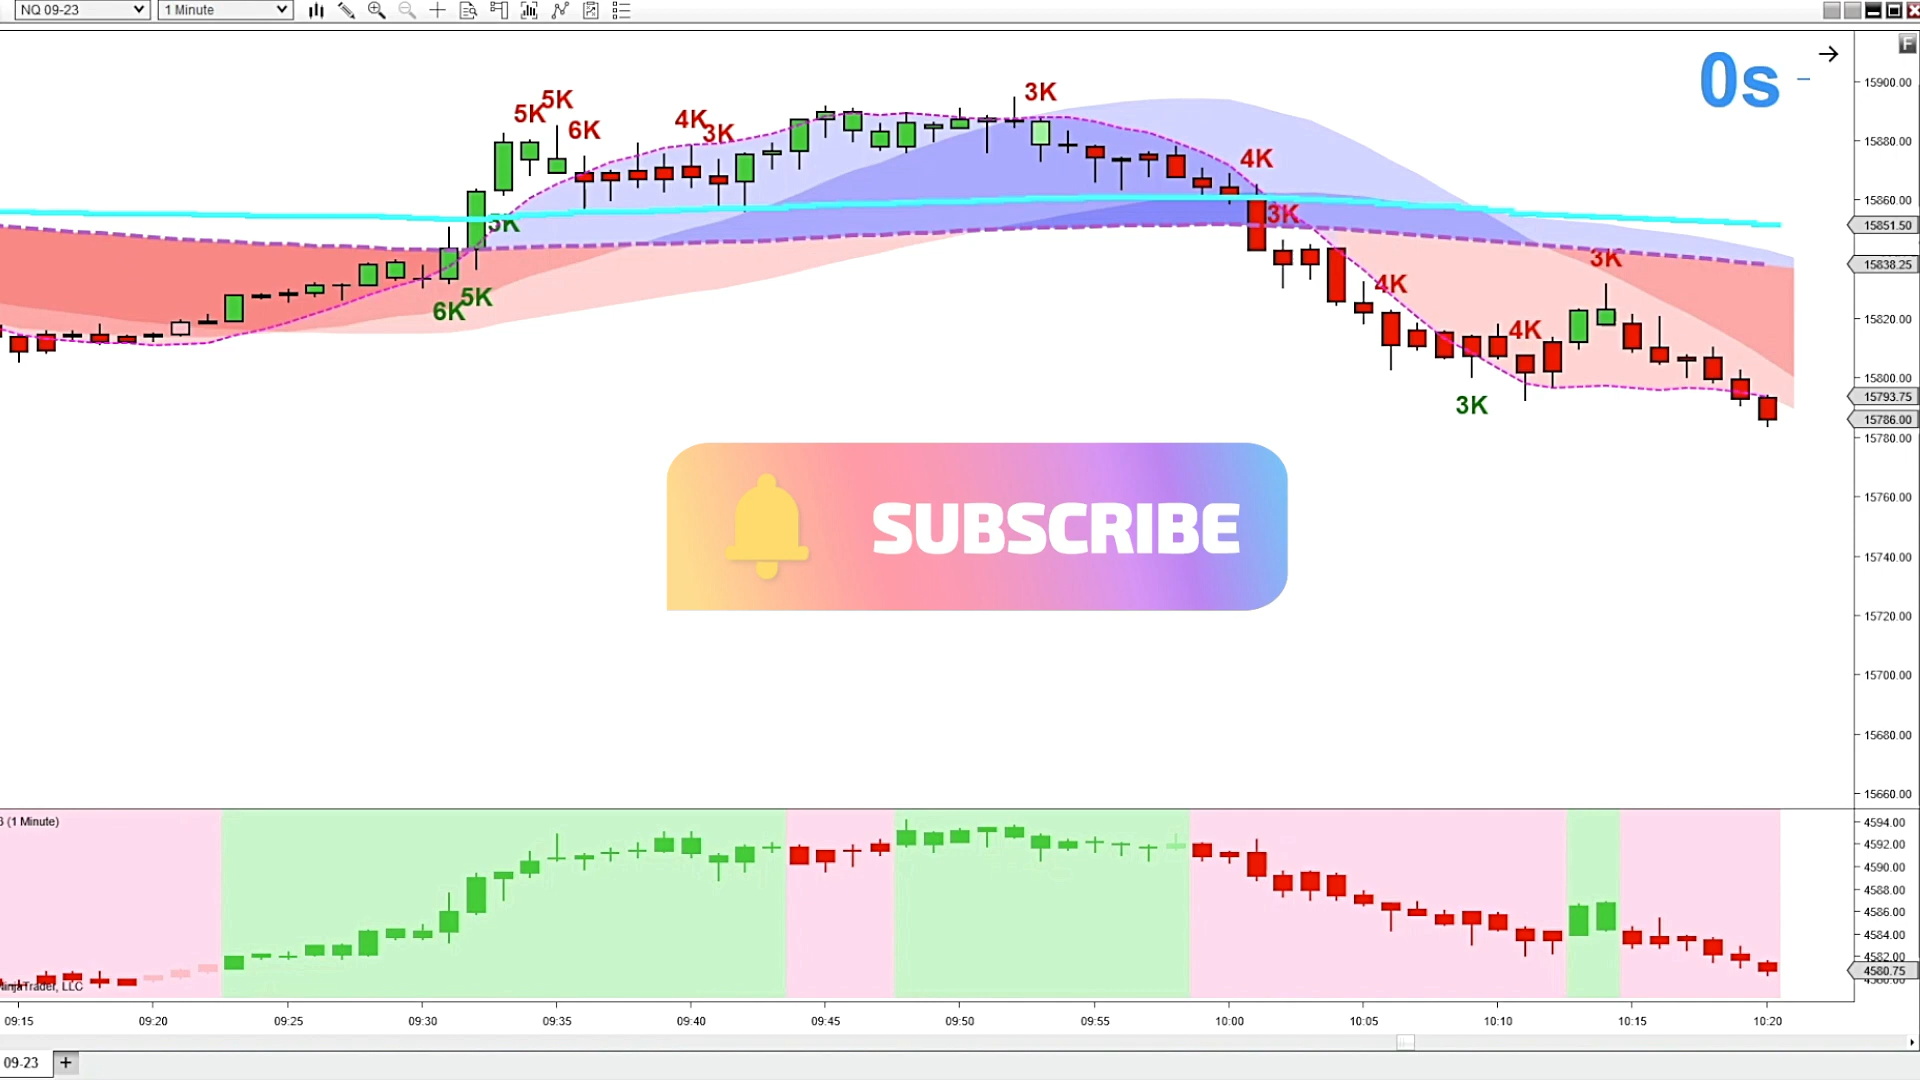 NQ 09-23 1 Minute
F
0s
15900.00
15880.00
15860.00
15851.50
15838.25
15820.00
15800.00
15793.75
15786.00
15780.00
15760.00
15740.00
15720.00
15700.00
15680.00
15660.00
5K
5K
6K
4K
3K
3K
4K
3K
3K
5K
6K
4K
4K
3K
3K
SUBSCRIBE
(1 Minute)
4594.00
4592.00
4590.00
4588.00
4586.00
4584.00
4582.00
4580.75
NinjaTrader, LLC
09:15 09:20 09:25 09:30 09:35 09:40 09:45 09:50 09:55 10:00 10:05 10:10 10:15 10:20
09-23 +